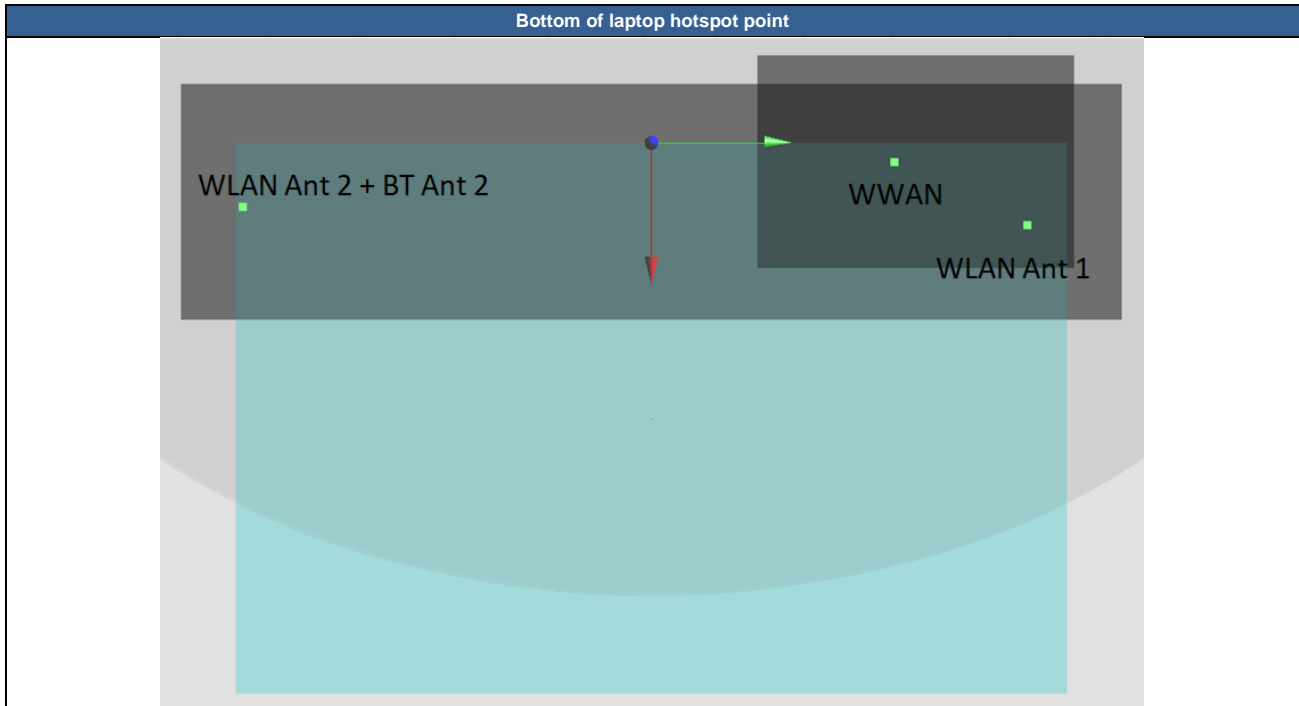 Bottom of laptop hotspot point
WLAN Ant 2 + BT Ant 2
WWAN
WLAN Ant 1